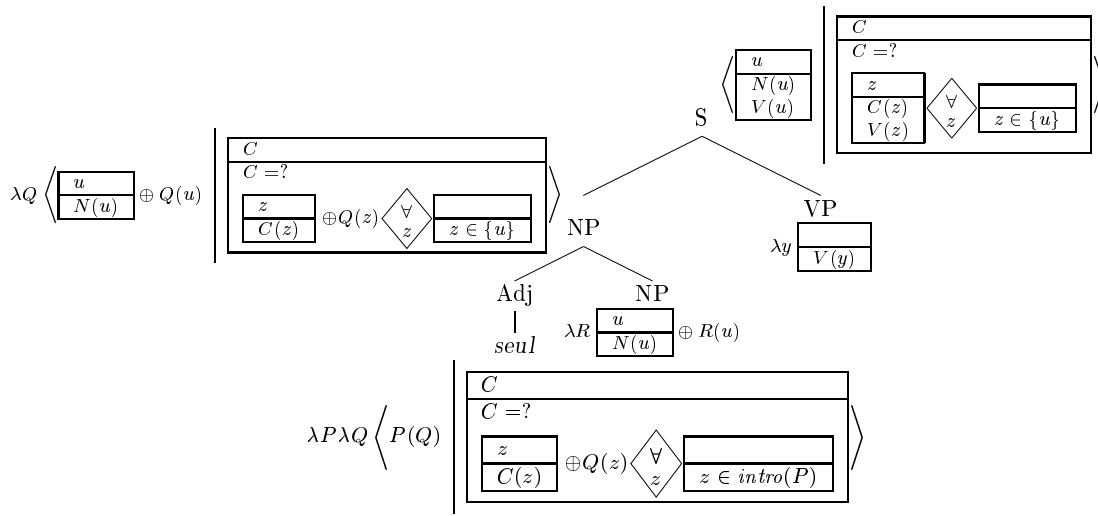 S
⟨ u
N(u)
V(u)
C
C =?
z
C(z)
V(z)
∀
z
z ∈ {u} ⟩
NP
λQ ⟨ u
N(u)
⊕ Q(u)
C
C =?
z
C(z)
⊕Q(z)
∀
z
z ∈ {u} ⟩
VP
λy
V(y)
Adj
seul
NP
λR
u
N(u)
⊕ R(u)
λPλQ ⟨ P(Q)
C
C =?
z
C(z)
⊕Q(z)
∀
z
z ∈ intro(P) ⟩